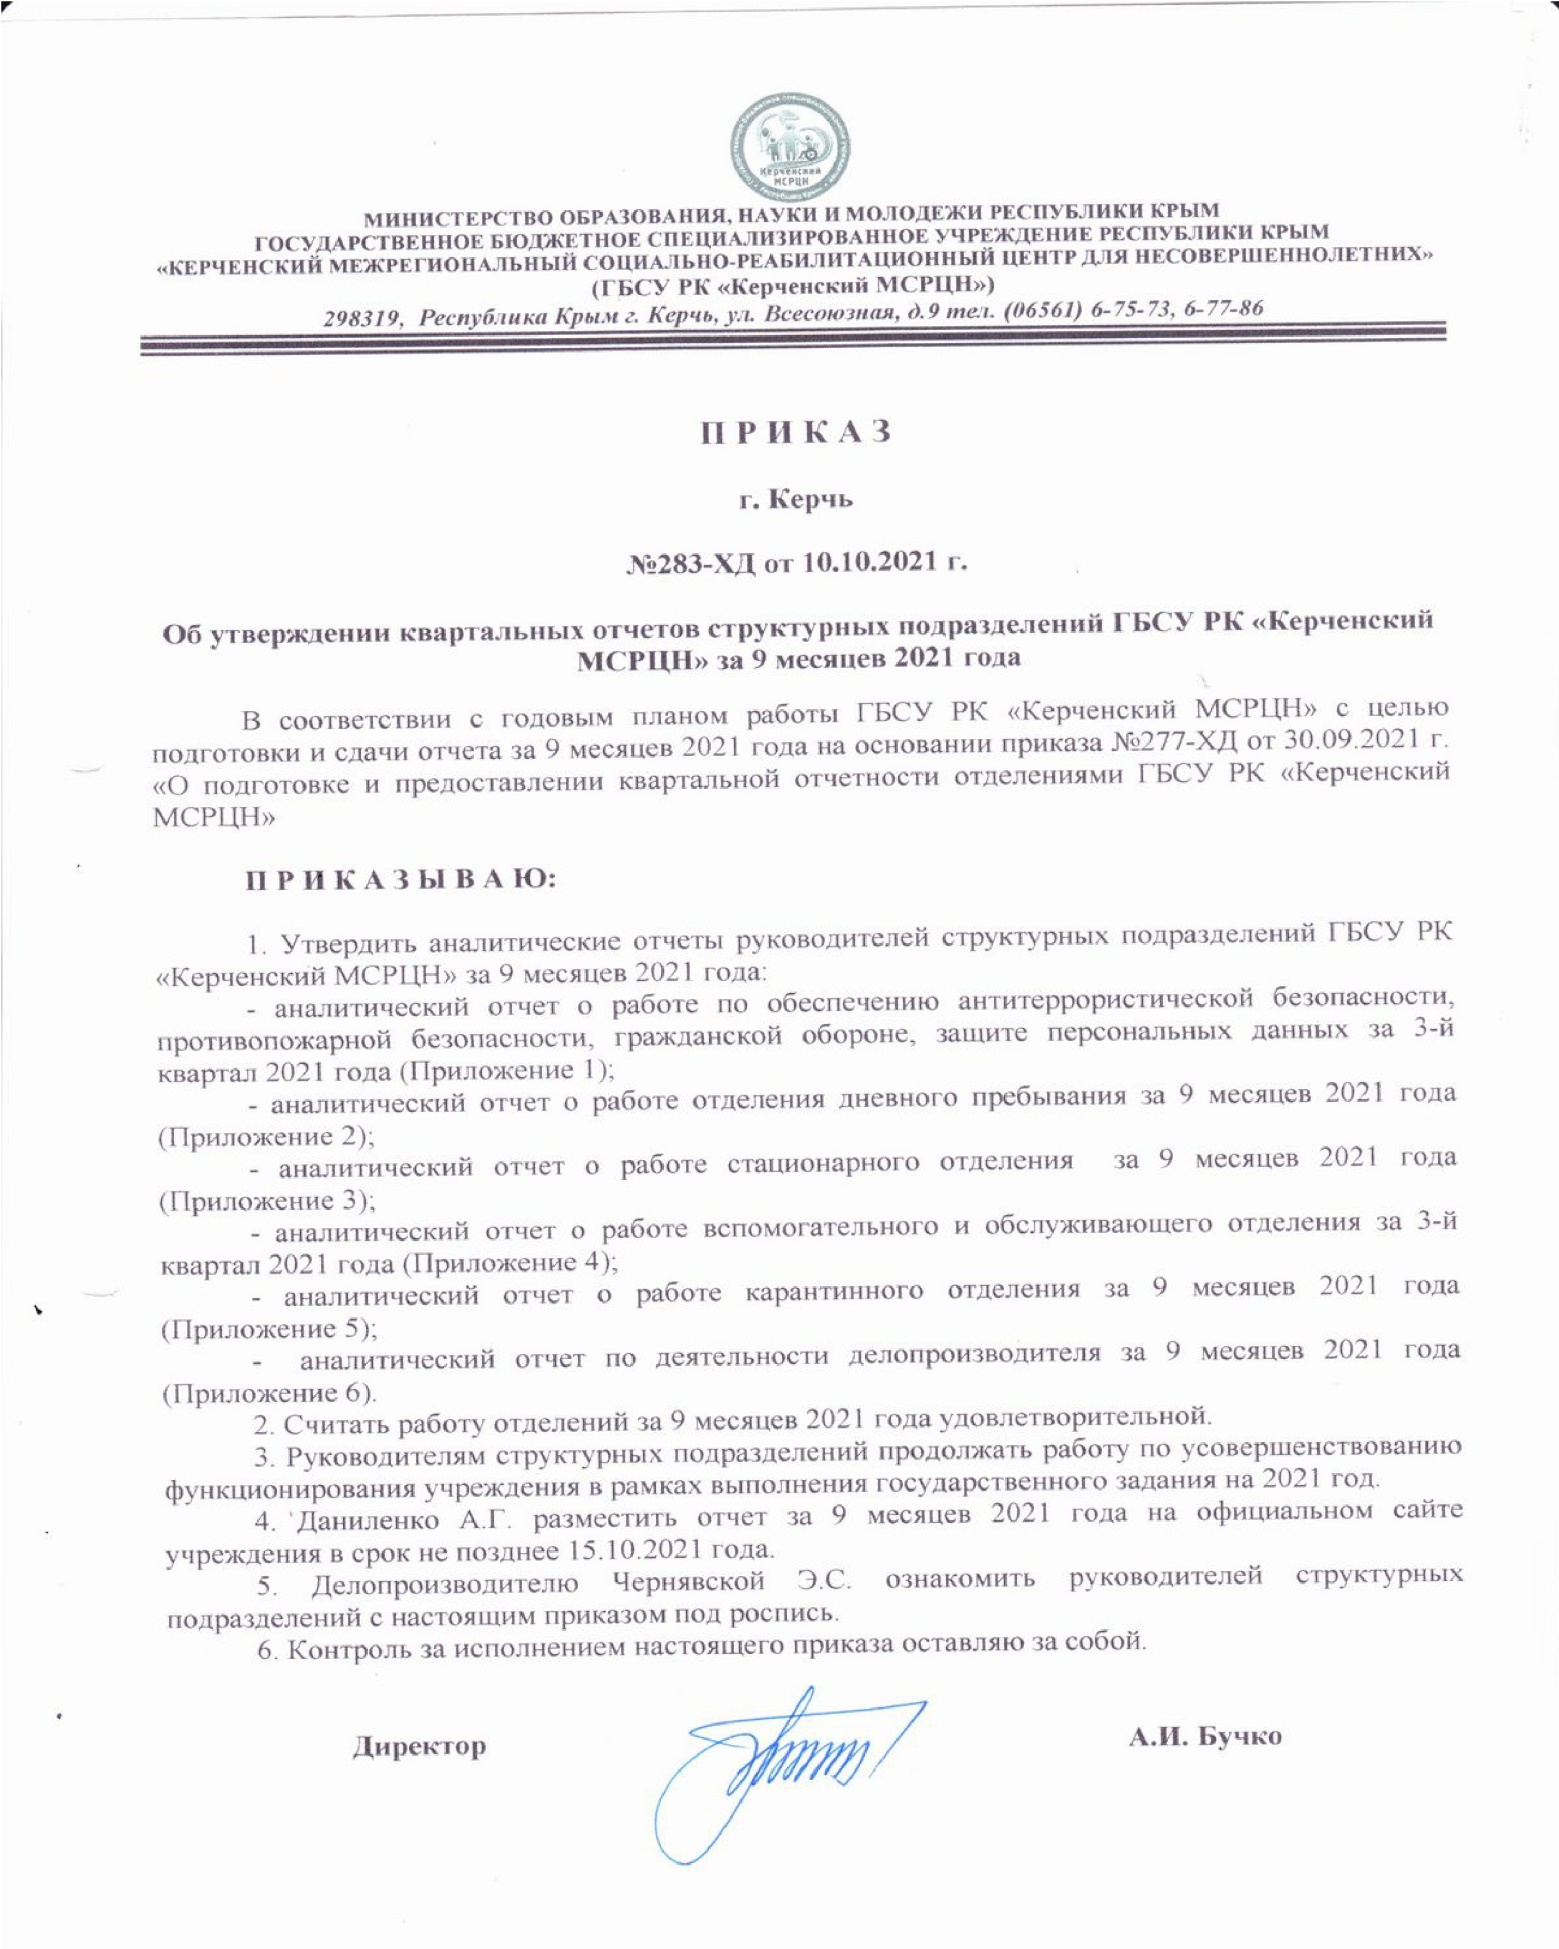 Керченский
МСРЦН
МИНИСТЕРСТВО ОБРАЗОВАНИЯ, НАУКИ И МОЛОДЕЖИ РЕСПУБЛИКИ КРЫМ
ГОСУДАРСТВЕННОЕ БЮДЖЕТНОЕ СПЕЦИАЛИЗИРОВАННОЕ УЧРЕЖДЕНИЕ РЕСПУБЛИКИ КРЫМ
«КЕРЧЕНСКИЙ МЕЖРЕГИОНАЛЬНЫЙ СОЦИАЛЬНО-РЕАБИЛИТАЦИОННЫЙ ЦЕНТР ДЛЯ НЕСОВЕРШЕННОЛЕТНИХ»
(ГБСУ РК «Керченский МСРЦН»)
298319, Республика Крым г. Керчь, ул. Всесоюзная, д.9 тел. (06561) 6-75-73, 6-77-86
П Р И К А З
г. Керчь
№283-ХД от 10.10.2021 г.
Об утверждении квартальных отчетов структурных подразделений ГБСУ РК «Керченский
МСРЦН» за 9 месяцев 2021 года
В соответствии с годовым планом работы ГБСУ РК «Керченский МСРЦН» с целью
подготовки и сдачи отчета за 9 месяцев 2021 года на основании приказа №277-ХД от 30.09.2021 г.
«О подготовке и предоставлении квартальной отчетности отделениями ГБСУ РК «Керченский
МСРЦН»
П Р И К А З Ы В А Ю:
1. Утвердить аналитические отчеты руководителей структурных подразделений ГБСУ РК
«Керченский МСРЦН» за 9 месяцев 2021 года:
- аналитический отчет о работе по обеспечению антитеррористической безопасности,
противопожарной безопасности, гражданской обороне, защите персональных данных за 3-й
квартал 2021 года (Приложение 1);
- аналитический отчет о работе отделения дневного пребывания за 9 месяцев 2021 года
(Приложение 2);
- аналитический отчет о работе стационарного отделения за 9 месяцев 2021 года
(Приложение 3);
- аналитический отчет о работе вспомогательного и обслуживающего отделения за 3-й
квартал 2021 года (Приложение 4);
- аналитический отчет о работе карантинного отделения за 9 месяцев 2021 года
(Приложение 5);
- аналитический отчет по деятельности делопроизводителя за 9 месяцев 2021 года
(Приложение 6).
2. Считать работу отделений за 9 месяцев 2021 года удовлетворительной.
3. Руководителям структурных подразделений продолжать работу по усовершенствованию
функционирования учреждения в рамках выполнения государственного задания на 2021 год.
4. Даниленко А.Г. разместить отчет за 9 месяцев 2021 года на официальном сайте
учреждения в срок не позднее 15.10.2021 года.
5. Делопроизводителю Чернявской Э.С. ознакомить руководителей структурных
подразделений с настоящим приказом под роспись.
6. Контроль за исполнением настоящего приказа оставляю за собой.
Директор
А.И. Бучко